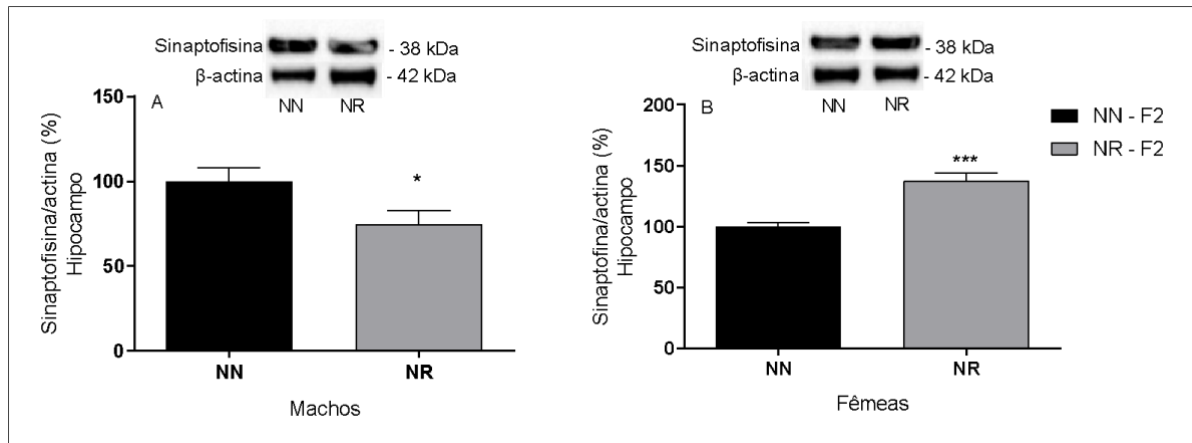 Sinaptofisina
- 38 kDa
β-actina
- 42 kDa
NN
NR
A
150
100
50
0
Sinaptofisina/actina (%)
Hipocampo
*
NN
NR
Machos
Sinaptofisina
- 38 kDa
β-actina
- 42 kDa
NN
NR
B
200
150
100
50
0
Sinaptofina/actina (%)
Hipocampo
***
NN
NR
Fêmeas
NN - F2
NR - F2